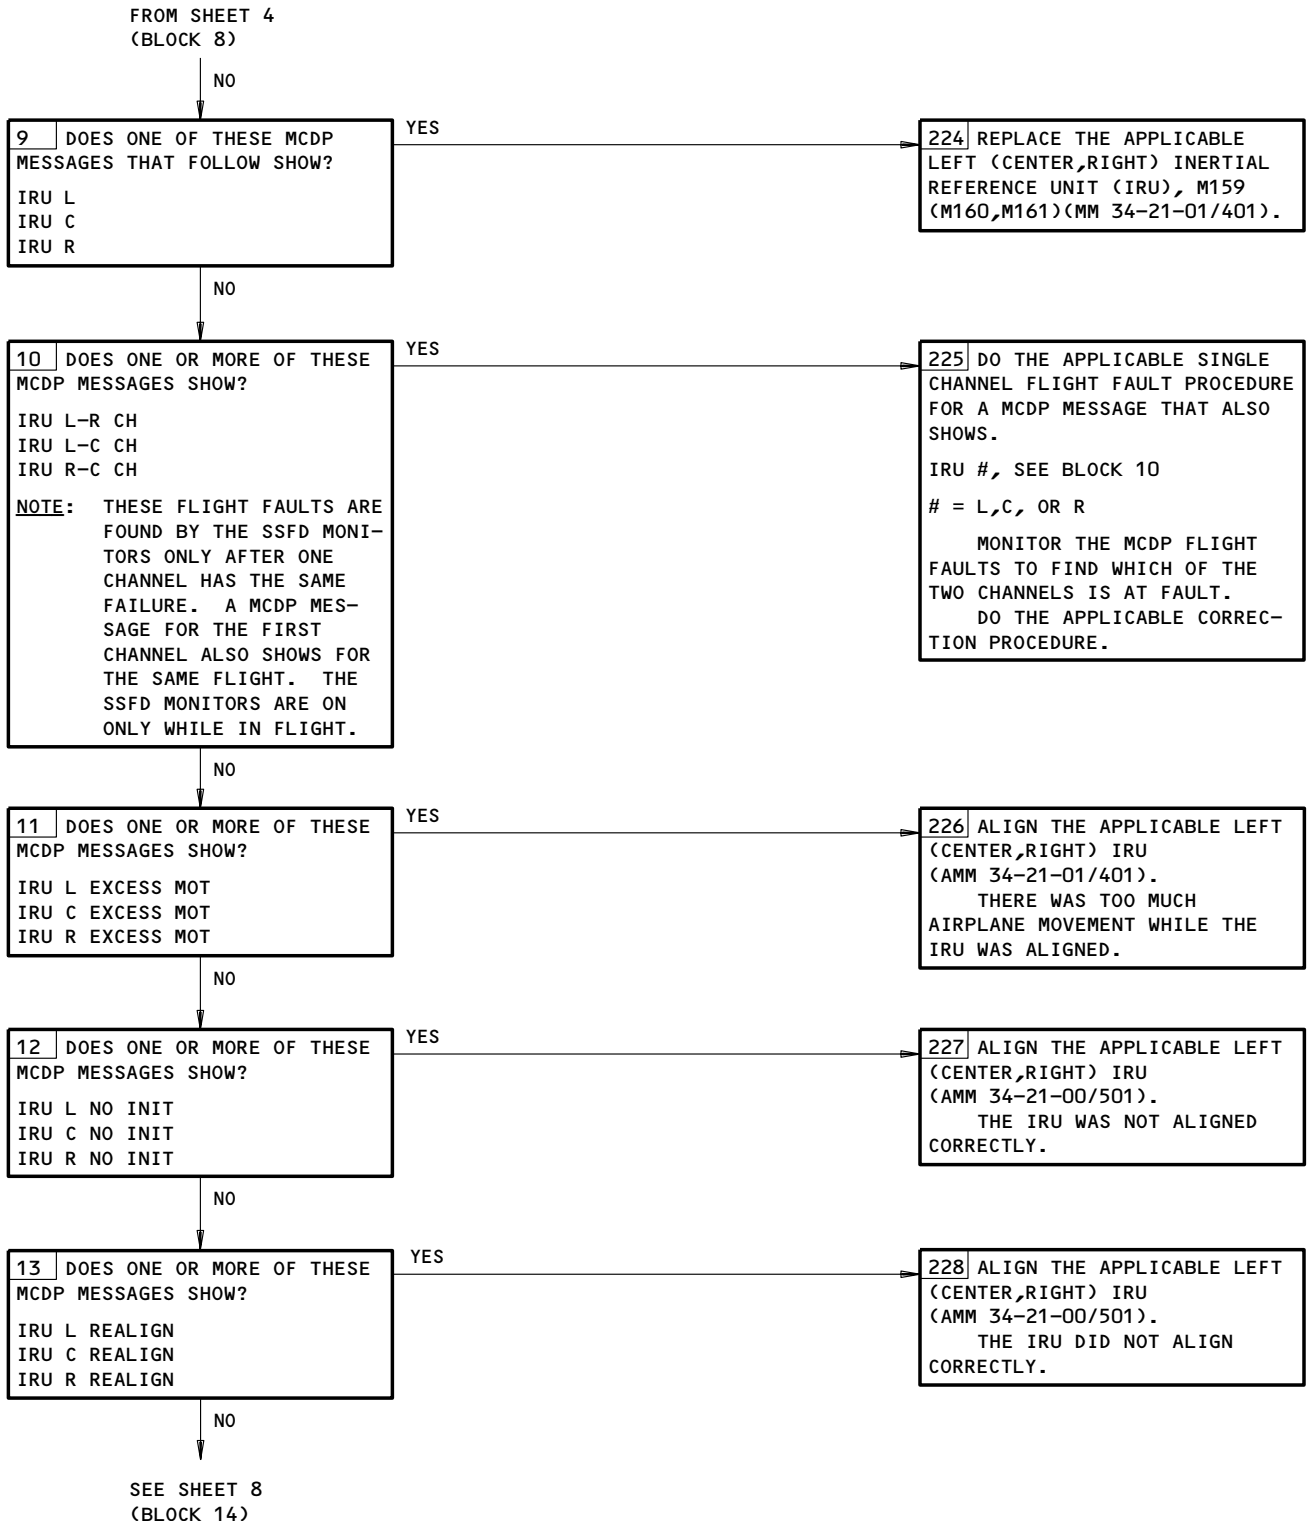 FROM SHEET 4
(BLOCK 8)
NO
9 DOES ONE OF THESE MCDP
MESSAGES THAT FOLLOW SHOW?
IRU L
IRU C
IRU R
YES
224 REPLACE THE APPLICABLE
LEFT (CENTER,RIGHT) INERTIAL
REFERENCE UNIT (IRU), M159
(M160,M161)(MM 34-21-01/401).
NO
10 DOES ONE OR MORE OF THESE
MCDP MESSAGES SHOW?
IRU L-R CH
IRU L-C CH
IRU R-C CH
NOTE: THESE FLIGHT FAULTS ARE
FOUND BY THE SSFD MONI-
TORS ONLY AFTER ONE
CHANNEL HAS THE SAME
FAILURE. A MCDP MES-
SAGE FOR THE FIRST
CHANNEL ALSO SHOWS FOR
THE SAME FLIGHT. THE
SSFD MONITORS ARE ON
ONLY WHILE IN FLIGHT.
YES
225 DO THE APPLICABLE SINGLE
CHANNEL FLIGHT FAULT PROCEDURE
FOR A MCDP MESSAGE THAT ALSO
SHOWS.
IRU #, SEE BLOCK 10
# = L,C, OR R
MONITOR THE MCDP FLIGHT
FAULTS TO FIND WHICH OF THE
TWO CHANNELS IS AT FAULT.
DO THE APPLICABLE CORREC-
TION PROCEDURE.
NO
11 DOES ONE OR MORE OF THESE
MCDP MESSAGES SHOW?
IRU L EXCESS MOT
IRU C EXCESS MOT
IRU R EXCESS MOT
YES
226 ALIGN THE APPLICABLE LEFT
(CENTER,RIGHT) IRU
(AMM 34-21-01/401).
THERE WAS TOO MUCH
AIRPLANE MOVEMENT WHILE THE
IRU WAS ALIGNED.
NO
12 DOES ONE OR MORE OF THESE
MCDP MESSAGES SHOW?
IRU L NO INIT
IRU C NO INIT
IRU R NO INIT
YES
227 ALIGN THE APPLICABLE LEFT
(CENTER,RIGHT) IRU
(AMM 34-21-00/501).
THE IRU WAS NOT ALIGNED
CORRECTLY.
NO
13 DOES ONE OR MORE OF THESE
MCDP MESSAGES SHOW?
IRU L REALIGN
IRU C REALIGN
IRU R REALIGN
YES
228 ALIGN THE APPLICABLE LEFT
(CENTER,RIGHT) IRU
(AMM 34-21-00/501).
THE IRU DID NOT ALIGN
CORRECTLY.
NO
SEE SHEET 8
(BLOCK 14)